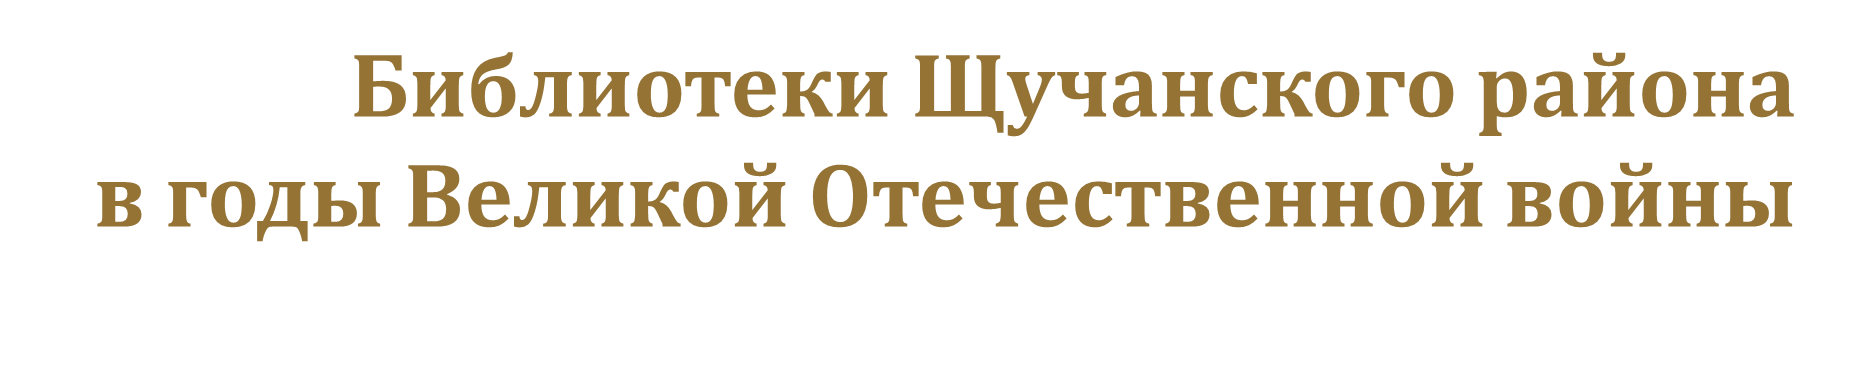 Библиотеки Щучанского района
в годы Великой Отечественной войны